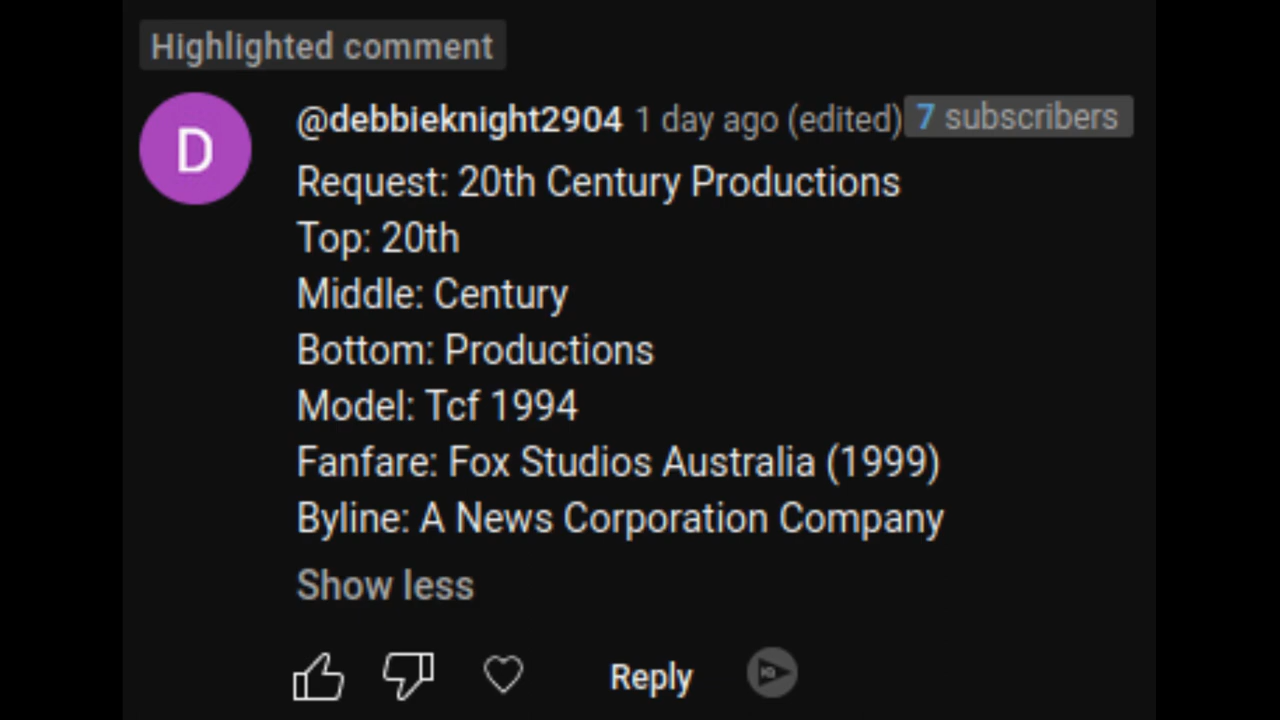 Highlighted comment
D
@debbieknight2904 1 day ago (edited) 7 subscribers
Request: 20th Century Productions
Top: 20th
Middle: Century
Bottom: Productions
Model: Tcf 1994
Fanfare: Fox Studios Australia (1999)
Byline: A News Corporation Company
Show less
Reply